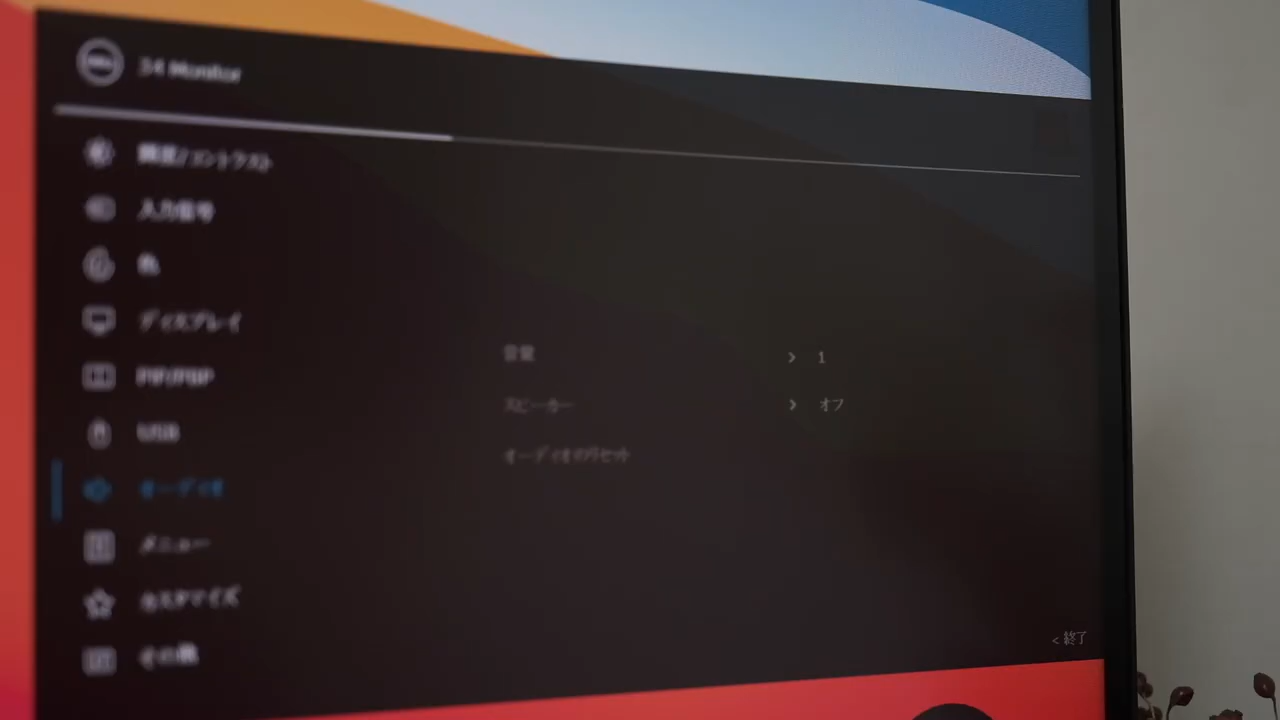 34 Monitor
輝度/コントラスト
入力信号
色
ディスプレイ
PIP/PBP
USB
オーディオ
メニュー
カスタマイズ
その他
音量 > 1
スピーカー > オフ
オーディオのリセット
< 終了